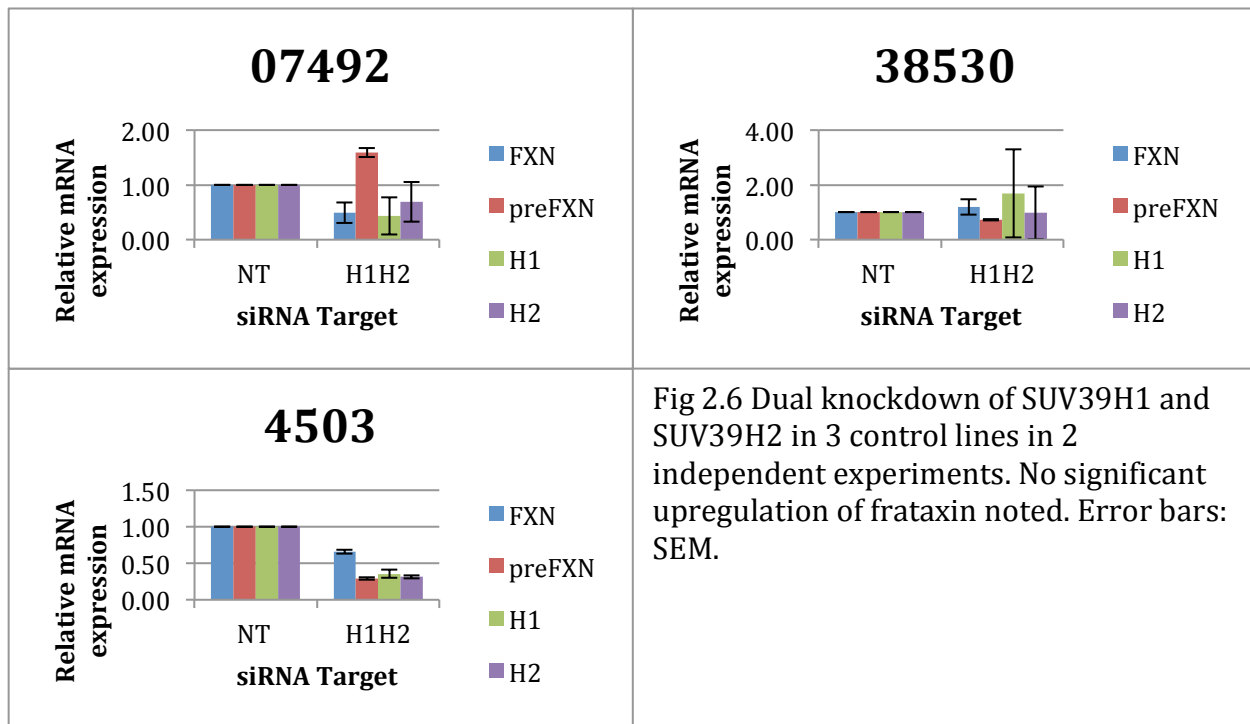 07492
Relative mRNA
expression
2.00
1.00
0.00
NT
H1H2
siRNA Target
FXN
preFXN
H1
H2
38530
Relative mRNA
expression
4.00
2.00
0.00
NT
H1H2
siRNA Target
FXN
preFXN
H1
H2
4503
Relative mRNA
expression
1.50
1.00
0.50
0.00
NT
H1H2
siRNA Target
FXN
preFXN
H1
H2
Fig 2.6 Dual knockdown of SUV39H1 and
SUV39H2 in 3 control lines in 2
independent experiments. No significant
upregulation of frataxin noted. Error bars:
SEM.